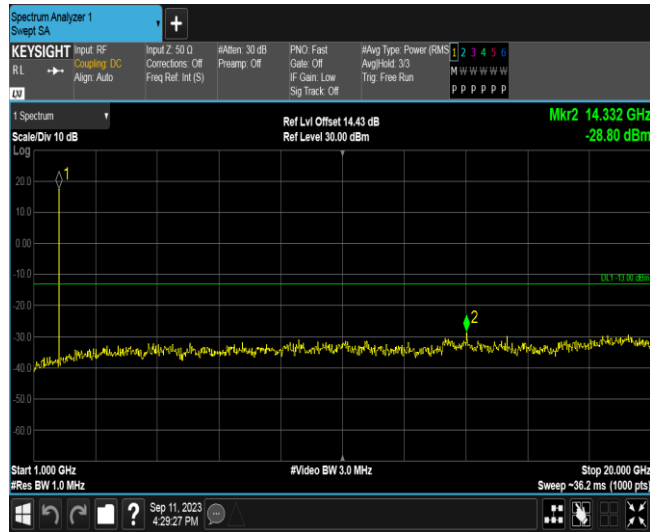 Spectrum Analyzer 1
Swept SA
+
KEYSIGHT Input: RF Input Z: 50 Ω #Atten: 30 dB PNO: Fast #Avg Type: Power (RMS 1 2 3 4 5 6
RL Coupling: DC Corrections: Off Preamp: Off Gate: Off Avg|Hold: 3/3 M W W W W W
Align: Auto Freq Ref: Int (S) IF Gain: Low Trig: Free Run
LXI Sig Track: Off P P P P P P
1 Spectrum Ref Lvl Offset 14.43 dB Mkr2 14.332 GHz
Scale/Div 10 dB Ref Level 30.00 dBm -28.80 dBm
Log
1
20.0
10.0
0.00
-10.0
DL1 -13.00 dBm
-20.0
2
-30.0
-40.0
-50.0
-60.0
Start 1.000 GHz #Video BW 3.0 MHz Stop 20.000 GHz
#Res BW 1.0 MHz Sweep ~36.2 ms (1000 pts)
? Sep 11, 2023
4:29:27 PM